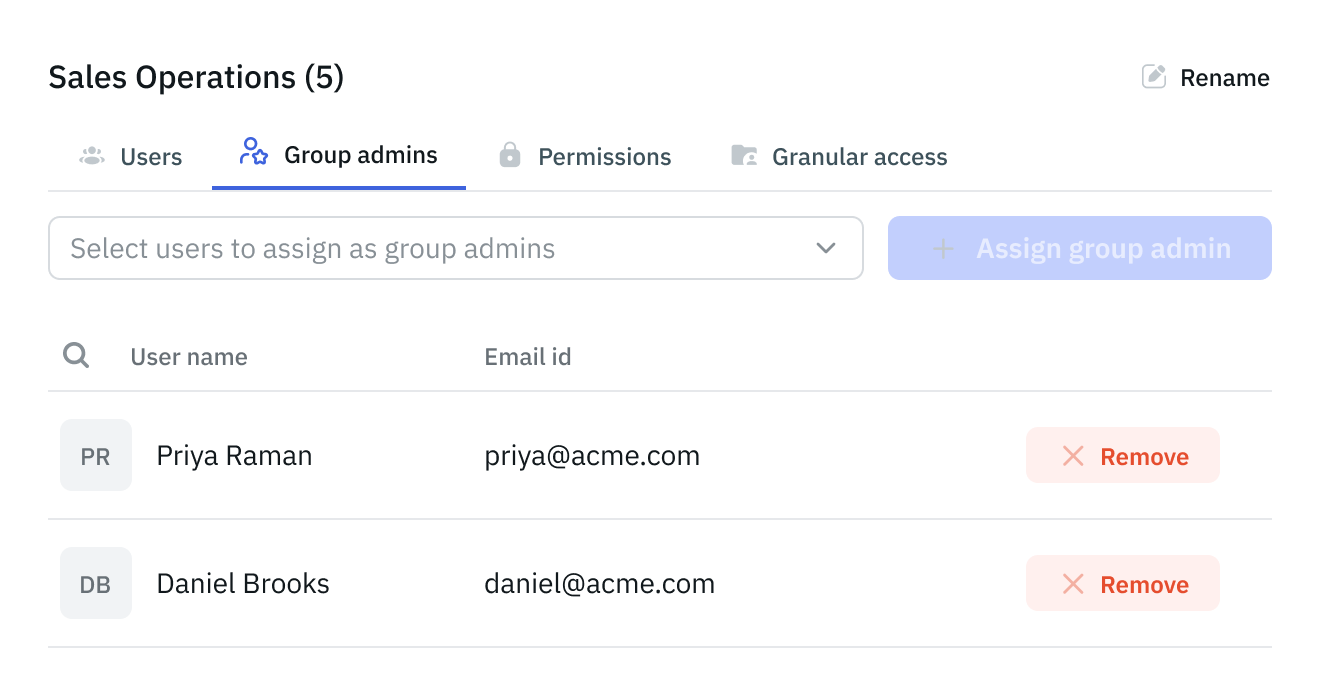 Sales Operations (5)
Rename
Users
Group admins
Permissions
Granular access
Select users to assign as group admins
Assign group admin
User name
Email id
PR
Priya Raman
priya@acme.com
Remove
DB
Daniel Brooks
daniel@acme.com
Remove